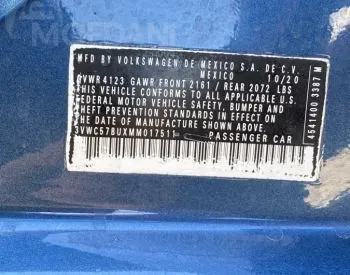 MFD BY VOLKSWAGEN DE MEXICO S.A. DE C.V.
MEXICO 10/20
GVWR 4123 GAWR FRONT 2161 / REAR 2072 LBS
THIS VEHICLE CONFORMS TO ALL APPLICABLE
FEDERAL MOTOR VEHICLE SAFETY, BUMPER AND
THEFT PREVENTION STANDARDS IN EFFECT ON THE
DATE OF MANUFACTURE SHOWN ABOVE
3VWC57BUXMM017511 PASSENGER CAR
4541400 3387 M